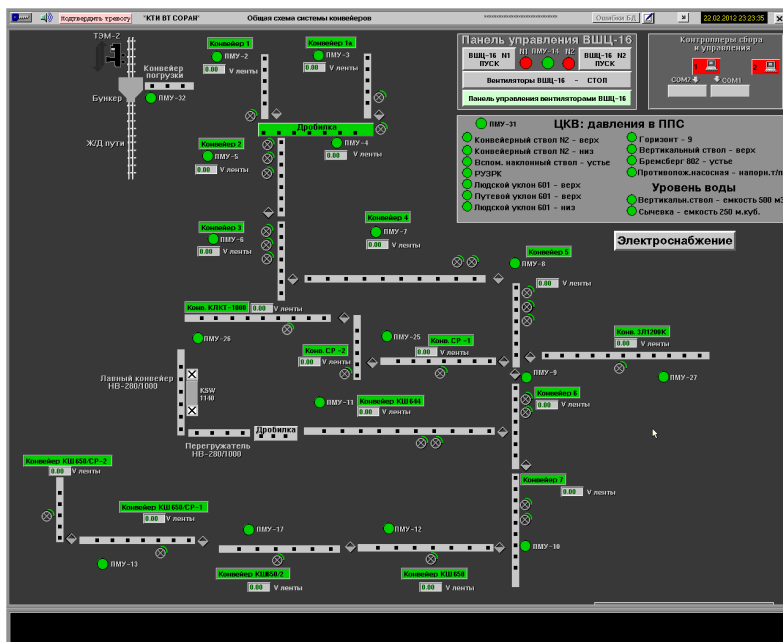 Подтвердить тревогу
"КТИ ВТ СОРАН"
Общая схема системы конвейеров
Ошибки БД
22.02.2012 23:23:35
ТЭМ-2
Конвейер погрузки
ПМУ-32
Бункер
Ж/Д пути
Конвейер 1
ПМУ-2
0.00 V ленты
Конвейер 1а
ПМУ-3
0.00 V ленты
Дробилка
ПМУ-4
Конвейер 2
ПМУ-5
0.00 V ленты
Конвейер 3
ПМУ-6
0.00 V ленты
Конвейер 4
ПМУ-7
0.00 V ленты
Панель управления ВШЦ-16
ВШЦ-16 N1
ПУСК
N1 ПМУ-14 N2
ВШЦ-16 N2
ПУСК
Вентиляторы ВШЦ-16 - СТОП
Панель управления вентиляторами ВШЦ-16
Контроллеры сбора
и управления
1
2
COM2
COM1
ПМУ-31
ЦКВ: давления в ППС
Конвейерный ствол N2 - верх
Конвейерный ствол N2 - низ
Вспом. наклонный ствол - устье
РУЗРК
Людской уклон 601 - верх
Путевой уклон 601 - верх
Людской уклон 601 - низ
Горизонт - 9
Вертикальный ствол - верх
Бремсберг 802 - устье
Противопож.насосная - напорн.т/п
Уровень воды
Вертикальн.ствол - емкость 500 м3
Сычевка - емкость 250 м.куб.
Электроснабжение
Конвейер 5
ПМУ-8
0.00 V ленты
Конв. КЛКТ-1000
0.00 V ленты
ПМУ-26
Конв. СР -2
0.00 V ленты
ПМУ-25
Конв. СР -1
0.00 V ленты
Конв. 3Л1200К
0.00 V ленты
ПМУ-9
ПМУ-27
Лавный конвейер
НВ-280/1000
KSW
1140
ПМУ-11
Конвейер КШ644
0.00 V ленты
Конвейер 6
0.00 V ленты
Дробилка
Перегружатель
НВ-280/1000
Конвейер КШ650/СР-2
0.00 V ленты
Конвейер 7
0.00 V ленты
Конвейер КШ650/СР-1
0.00 V ленты
ПМУ-17
ПМУ-12
ПМУ-10
ПМУ-13
Конвейер КШ650/2
0.00 V ленты
Конвейер КШ650
0.00 V ленты